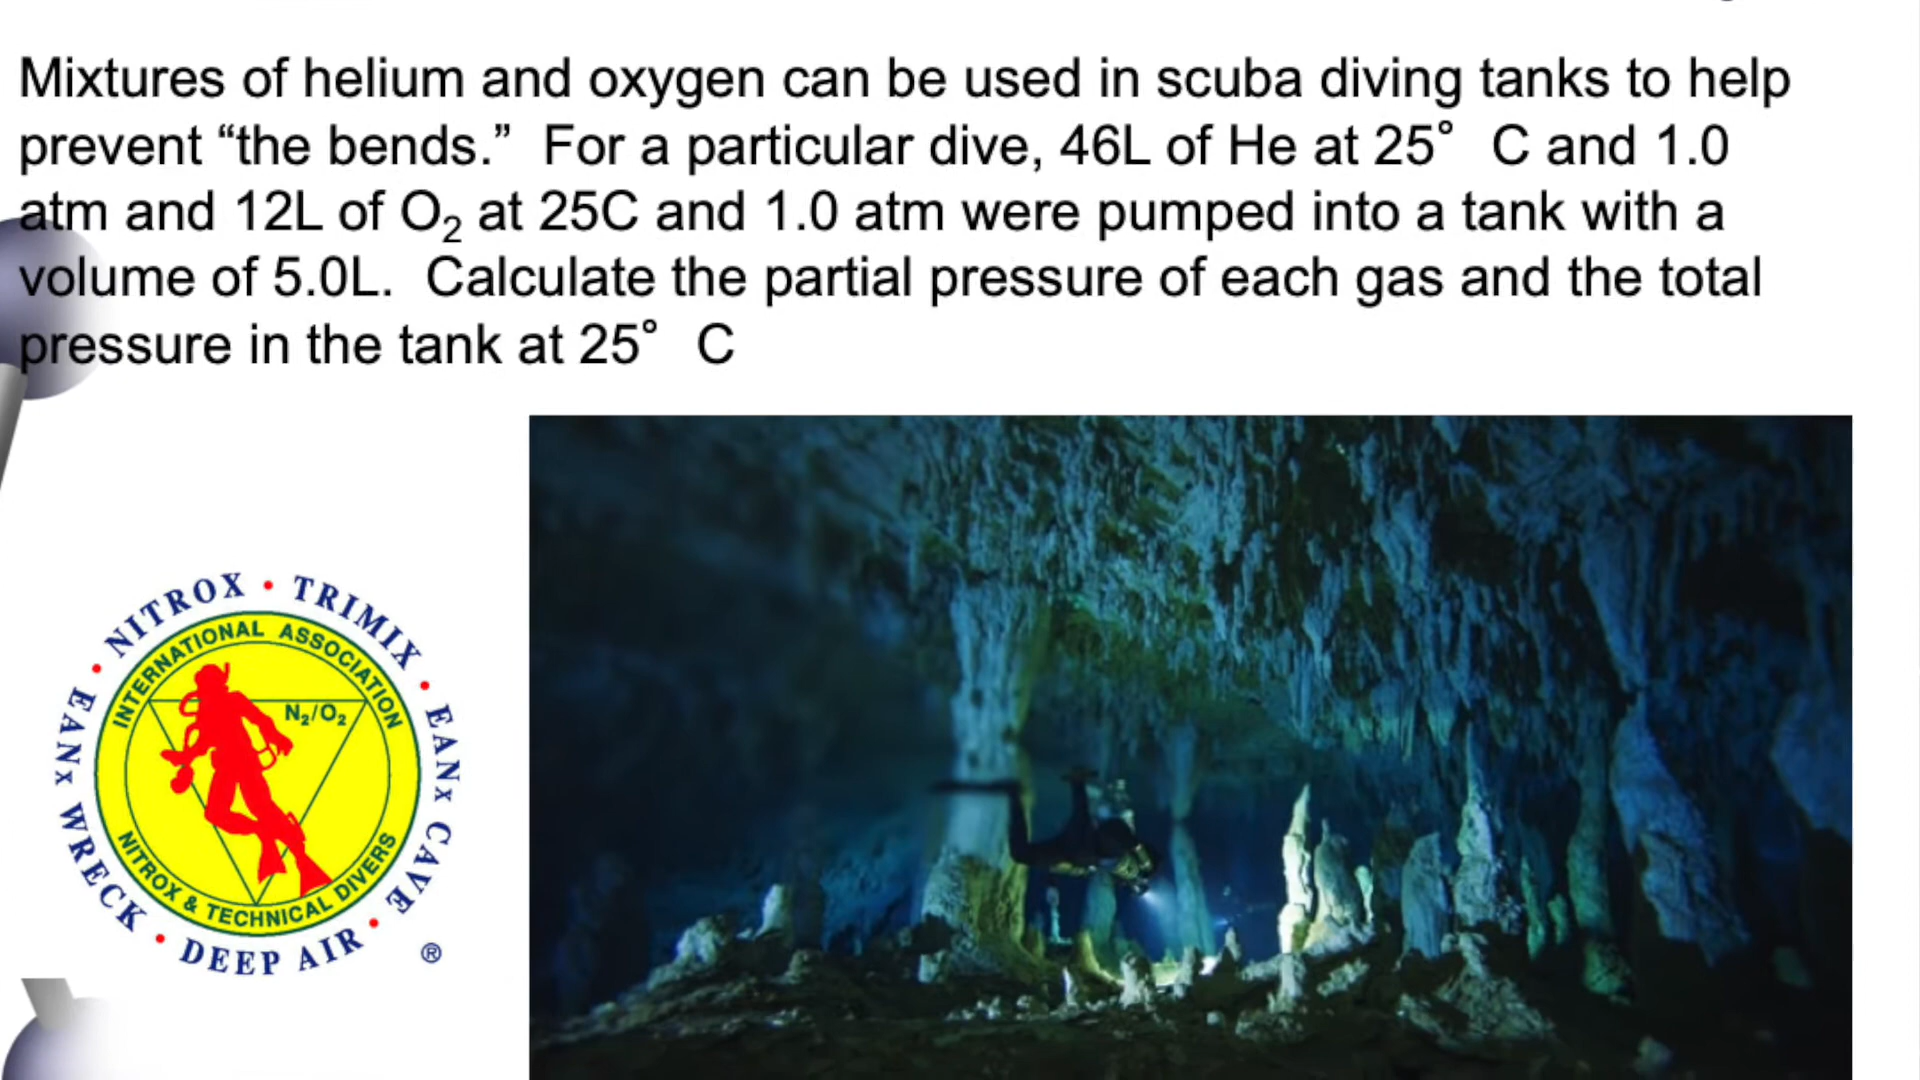 Mixtures of helium and oxygen can be used in scuba diving tanks to help
prevent “the bends.”  For a particular dive, 46L of He at 25°  C and 1.0
atm and 12L of O₂ at 25C and 1.0 atm were pumped into a tank with a
volume of 5.0L.  Calculate the partial pressure of each gas and the total
pressure in the tank at 25°  C
NITROX • TRIMIX • EANx CAVE • DEEP AIR • EANx WRECK •
INTERNATIONAL ASSOCIATION
N₂/O₂
NITROX & TECHNICAL DIVERS
®